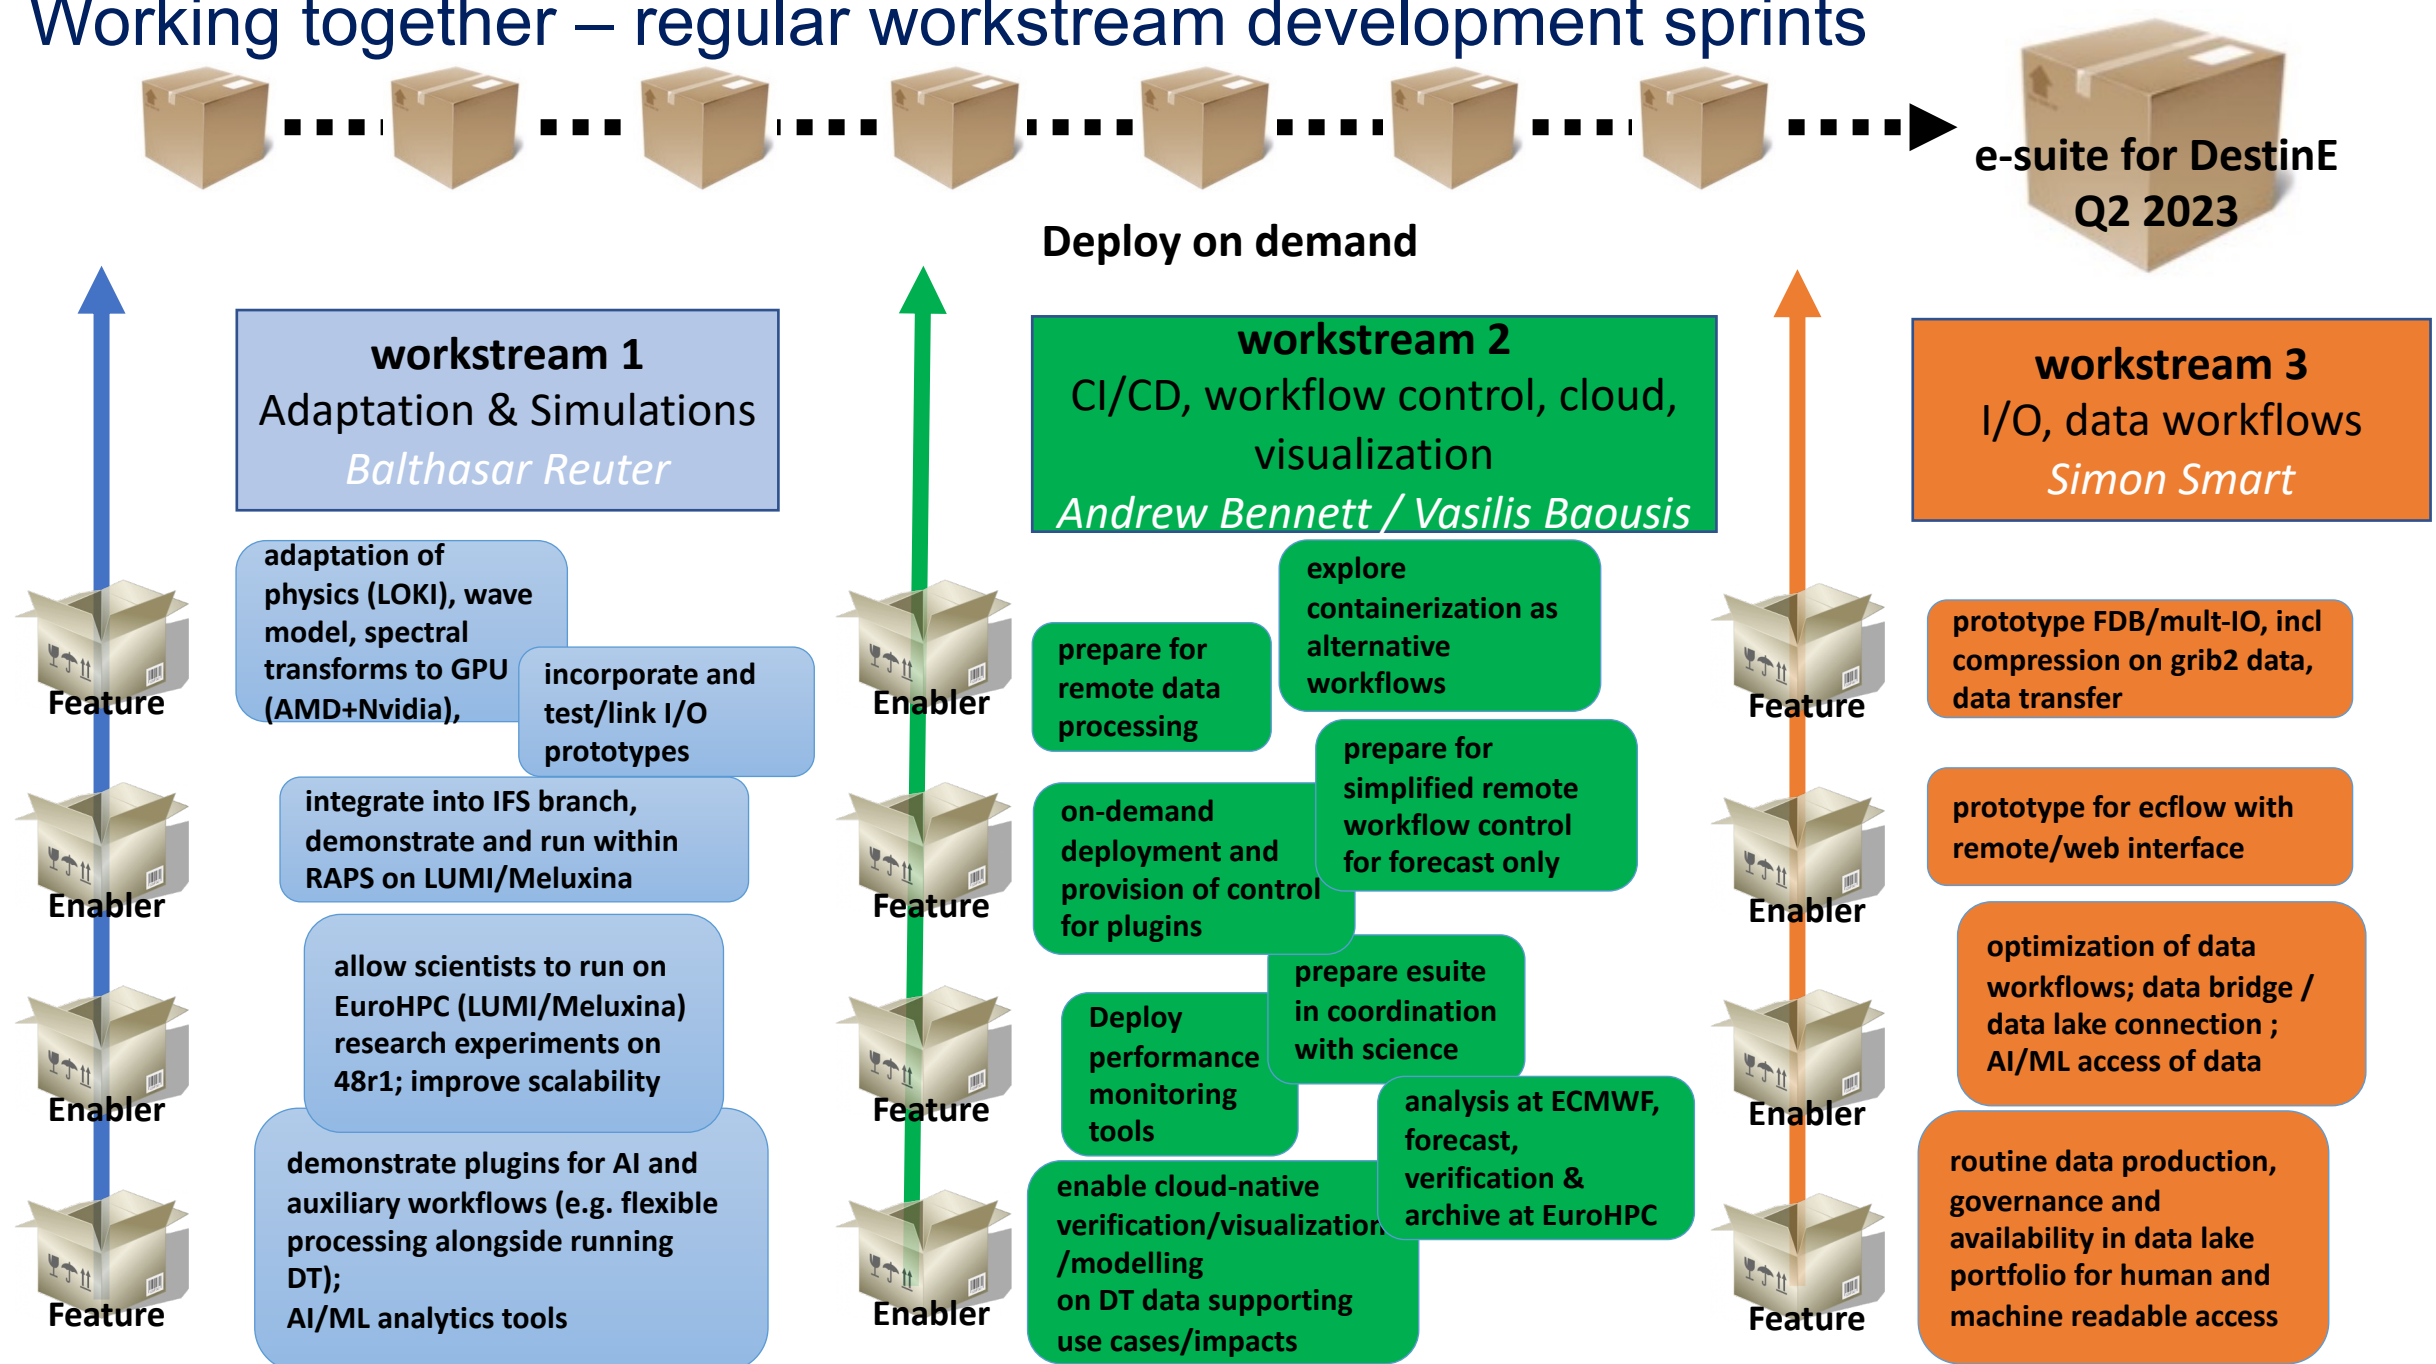 Working together – regular workstream development sprints
e-suite for DestinE
Q2 2023
Deploy on demand
workstream 1
Adaptation & Simulations
Balthasar Reuter
adaptation of
physics (LOKI), wave
model, spectral
transforms to GPU
(AMD+Nvidia),
incorporate and
test/link I/O
prototypes
integrate into IFS branch,
demonstrate and run within
RAPS on LUMI/Meluxina
allow scientists to run on
EuroHPC (LUMI/Meluxina)
research experiments on
48r1; improve scalability
demonstrate plugins for AI and
auxiliary workflows (e.g. flexible
processing alongside running
DT);
AI/ML analytics tools
Feature
Enabler
Enabler
Feature
workstream 2
CI/CD, workflow control, cloud,
visualization
Andrew Bennett / Vasilis Baousis
explore
containerization as
alternative
workflows
prepare for
remote data
processing
prepare for
simplified remote
workflow control
for forecast only
on-demand
deployment and
provision of control
for plugins
prepare esuite
in coordination
with science
Deploy
performance
monitoring
tools
analysis at ECMWF,
forecast,
verification &
archive at EuroHPC
enable cloud-native
verification/visualization
/modelling
on DT data supporting
use cases/impacts
Enabler
Feature
Feature
Enabler
workstream 3
I/O, data workflows
Simon Smart
prototype FDB/mult-IO, incl
compression on grib2 data,
data transfer
prototype for ecflow with
remote/web interface
optimization of data
workflows; data bridge /
data lake connection ;
AI/ML access of data
routine data production,
governance and
availability in data lake
portfolio for human and
machine readable access
Feature
Enabler
Enabler
Feature